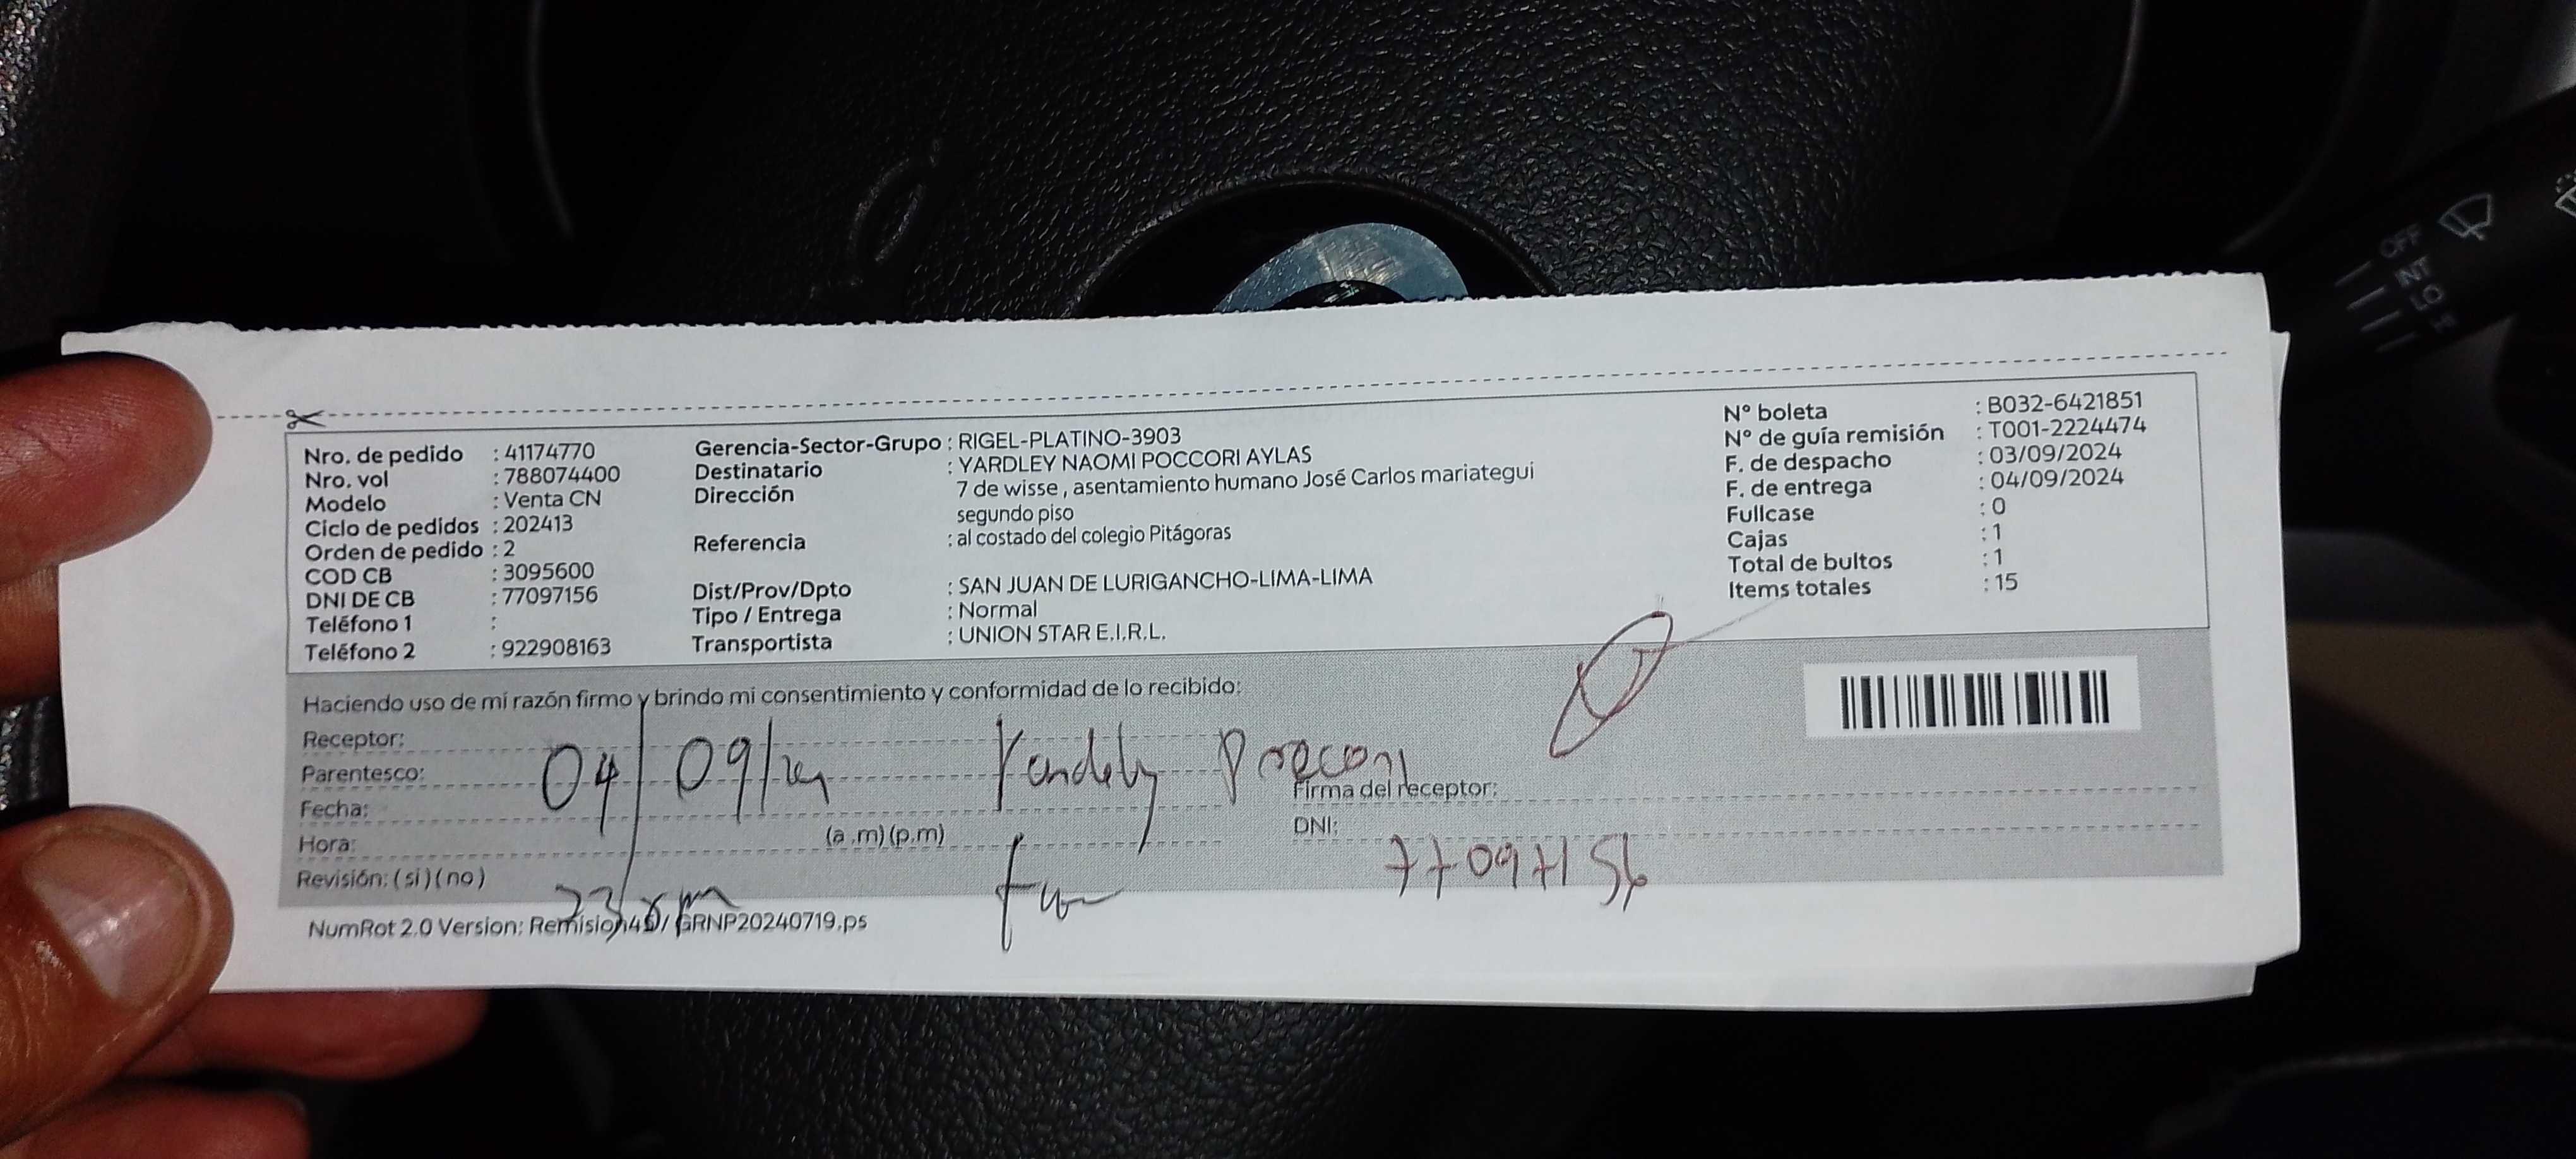 Nro. de pedido : 41174770
Nro. vol : 788074400
Modelo : Venta CN
Ciclo de pedidos : 202413
Orden de pedido : 2
COD CB : 3095600
DNI DE CB : 77097156
Teléfono 1 :
Teléfono 2 : 922908163
Gerencia-Sector-Grupo : RIGEL-PLATINO-3903
Destinatario : YARDLEY NAOMI POCCORI AYLAS
Dirección 7 de wisse , asentamiento humano José Carlos mariategui
segundo piso
Referencia : al costado del colegio Pitágoras
Dist/Prov/Dpto : SAN JUAN DE LURIGANCHO-LIMA-LIMA
Tipo / Entrega : Normal
Transportista : UNION STAR E.I.R.L.
N° boleta : B032-6421851
N° de guía remisión : T001-2224474
F. de despacho : 03/09/2024
F. de entrega : 04/09/2024
Fullcase : 0
Cajas : 1
Total de bultos : 1
Items totales : 15
Haciendo uso de mi razón firmo y brindo mi consentimiento y conformidad de lo recibido:
Receptor:
Parentesco: 04/09/
Fecha:
Hora: (a .m) (p.m)
Revisión: ( si ) ( no )
Firma del receptor:
DNI:
77097156
NumRot 2.0 Version: GRNP20240719.ps
OFF
INT
LO